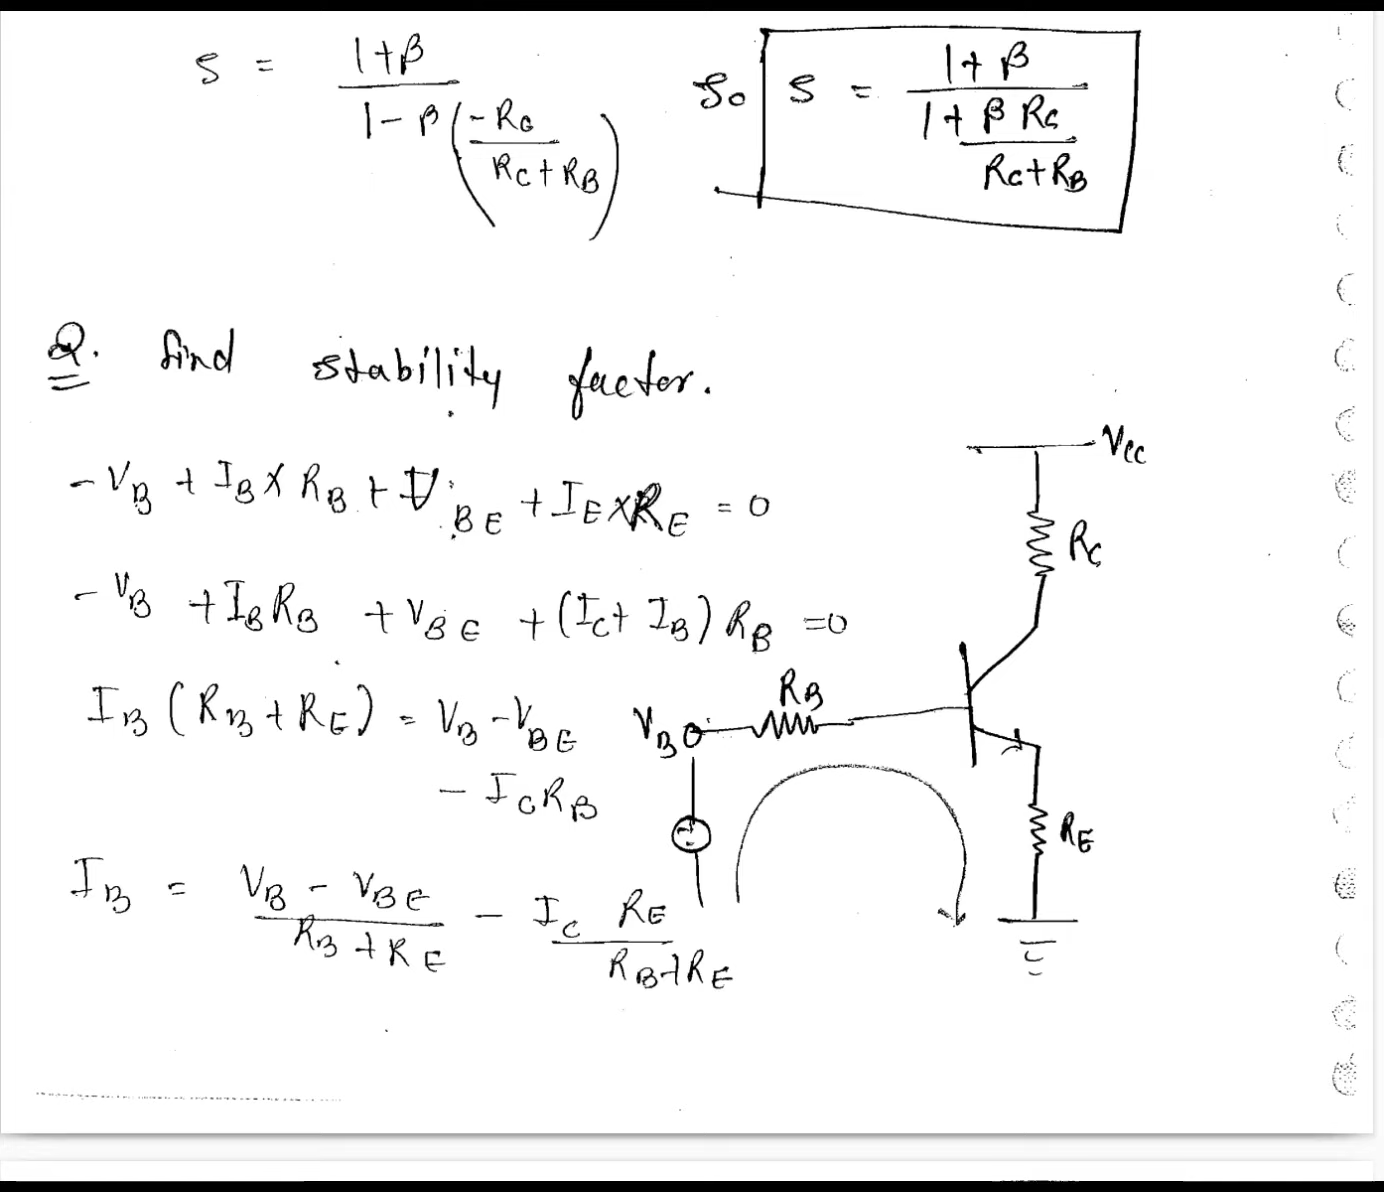 S = (1+β) / (1-β(-RC / (RC+RB)))
So S = (1+β) / (1+ β RC / (RC+RB))
Q. find stability factor.
-VB + IB X RB + VBE + IE X RE = 0
-VB + IB RB + VBE + (IC+ IB) RB =0
IB (RB+RE) = VB -VBE
- IC RB
IB = (VB - VBE) / (RB +RE) - IC RE / (RB+RE)
VCC
RC
RB
VB
RE